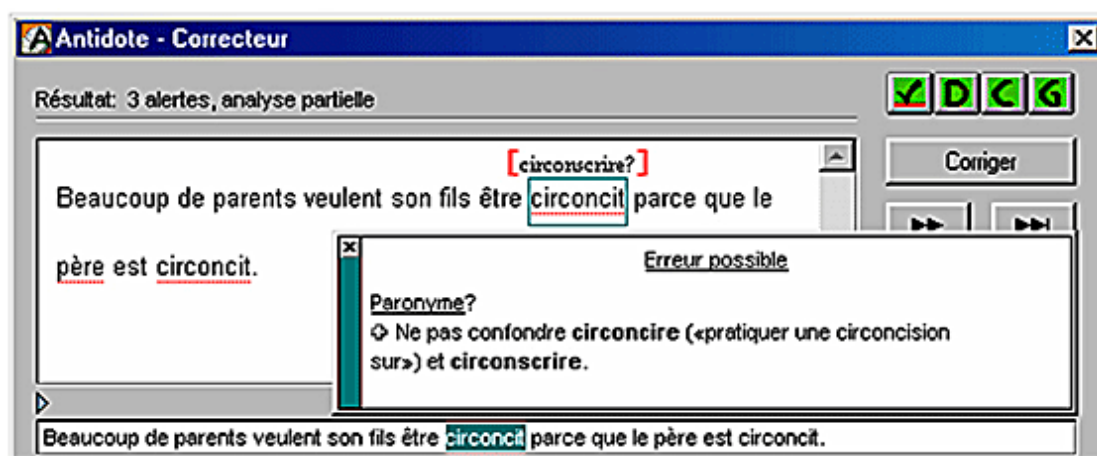 Antidote - Correcteur
Résultat: 3 alertes, analyse partielle
D C G
[circonscrire?]
Corriger
Beaucoup de parents veulent son fils être circoncit parce que le
père est circoncit.
Erreur possible
Paronyme?
Ne pas confondre circoncire («pratiquer une circoncision
sur») et circonscrire.
Beaucoup de parents veulent son fils être circoncit parce que le père est circoncit.